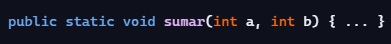 public static void sumar(int a, int b) { ... }